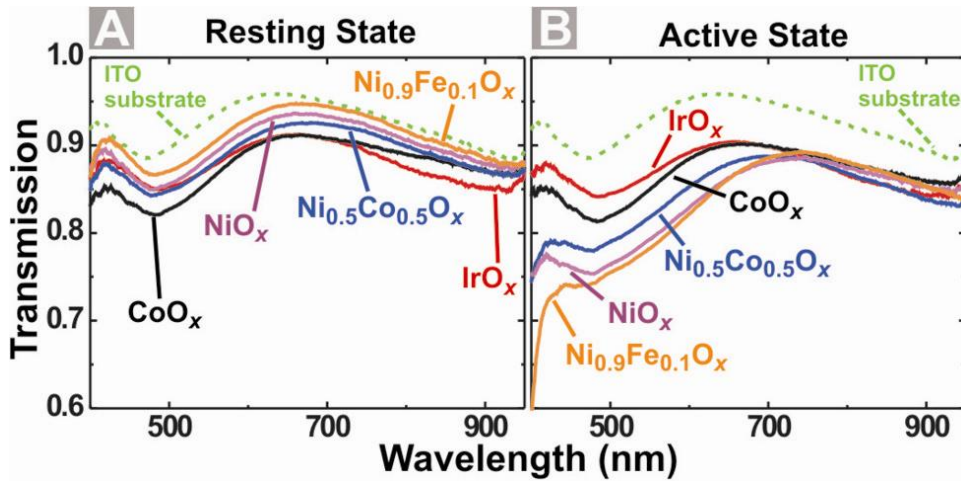 A
Resting State
B
Active State
Transmission
1.0
0.9
0.8
0.7
0.6
ITO
substrate
Ni0.9Fe0.1Ox
NiOx
Ni0.5Co0.5Ox
CoOx
IrOx
500
700
900
ITO
substrate
IrOx
CoOx
Ni0.5Co0.5Ox
NiOx
Ni0.9Fe0.1Ox
500
700
900
Wavelength (nm)